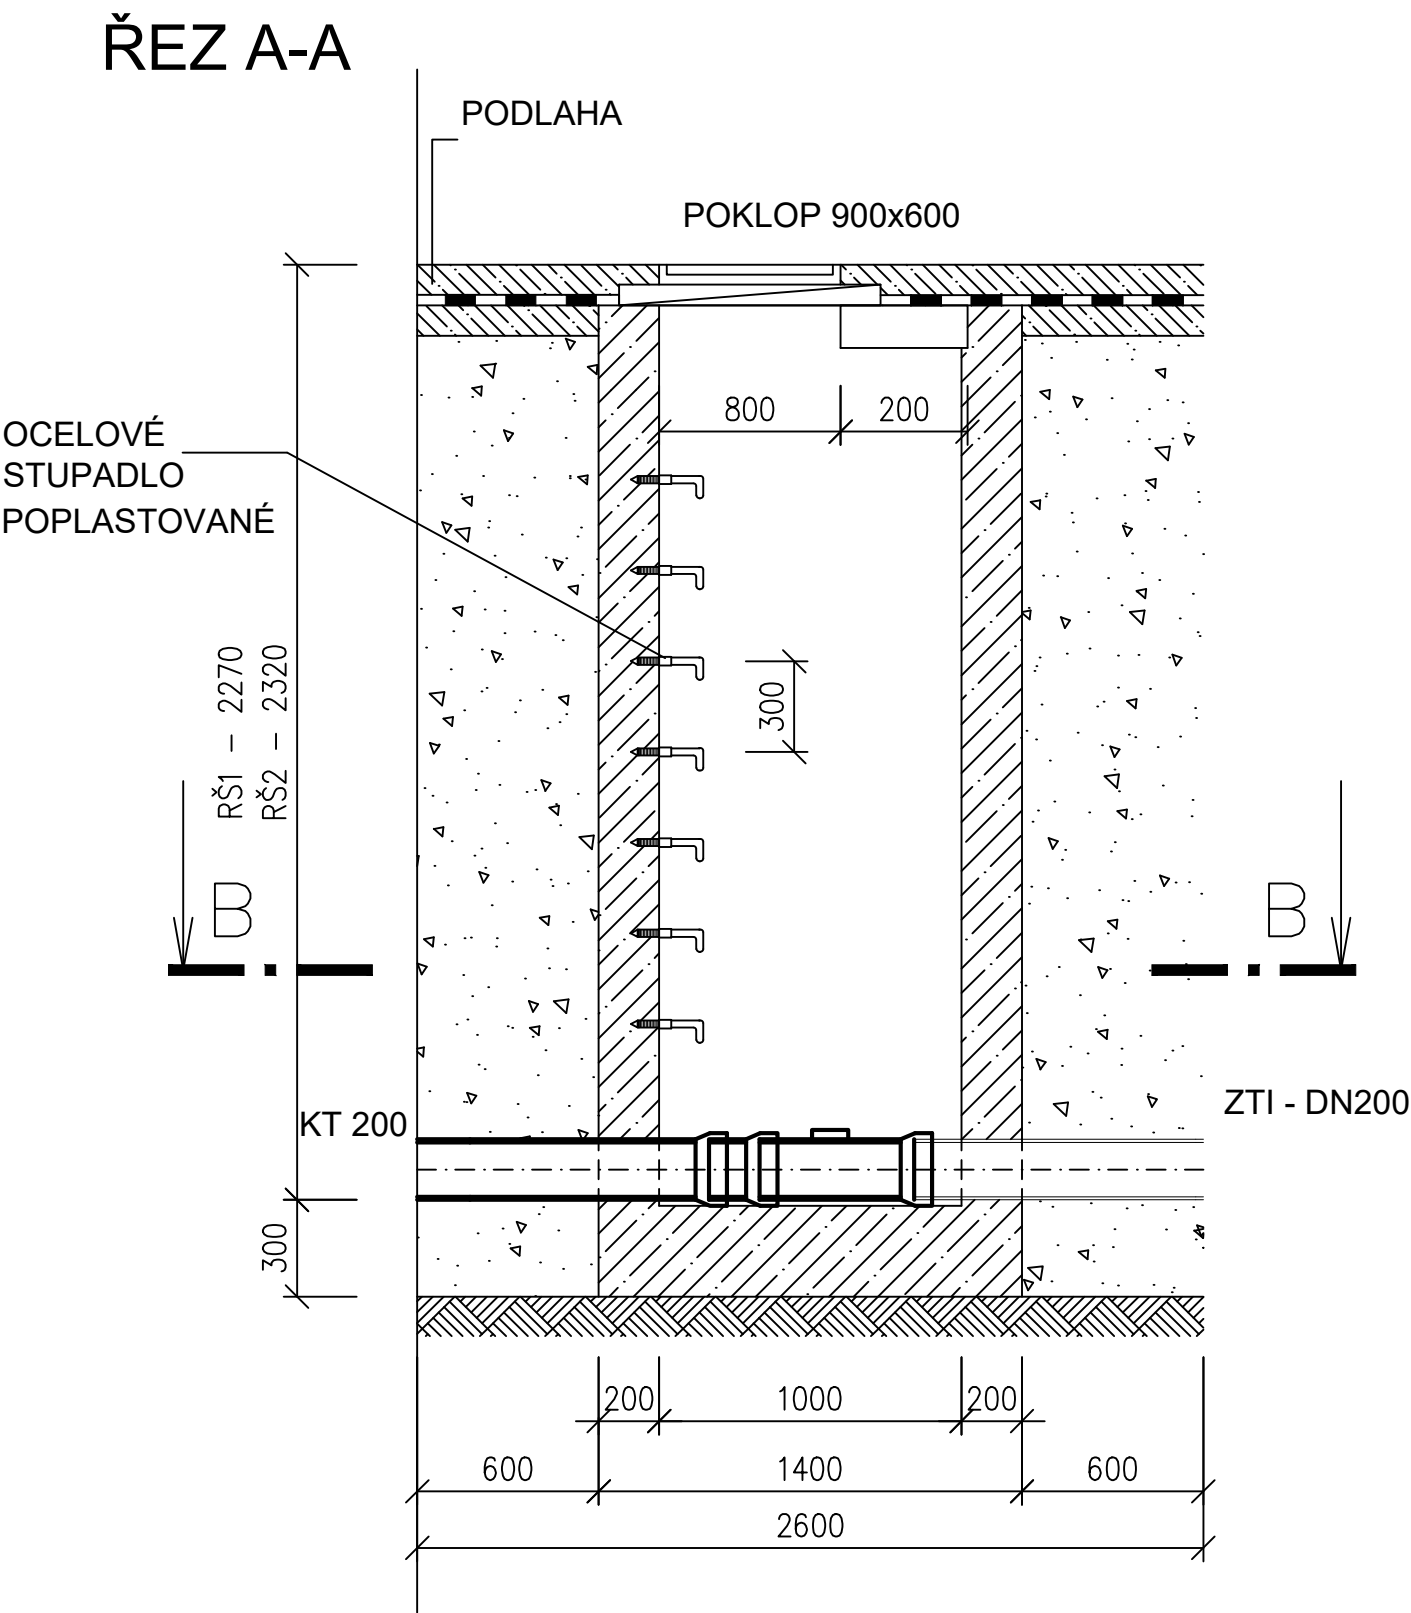 ŘEZ A-A
PODLAHA
POKLOP 900x600
800
200
OCELOVÉ
STUPADLO
POPLASTOVANÉ
300
RŠ1 – 2270
RŠ2 – 2320
B
B
ZTI - DN200
KT 200
300
200
1000
200
600
1400
600
2600